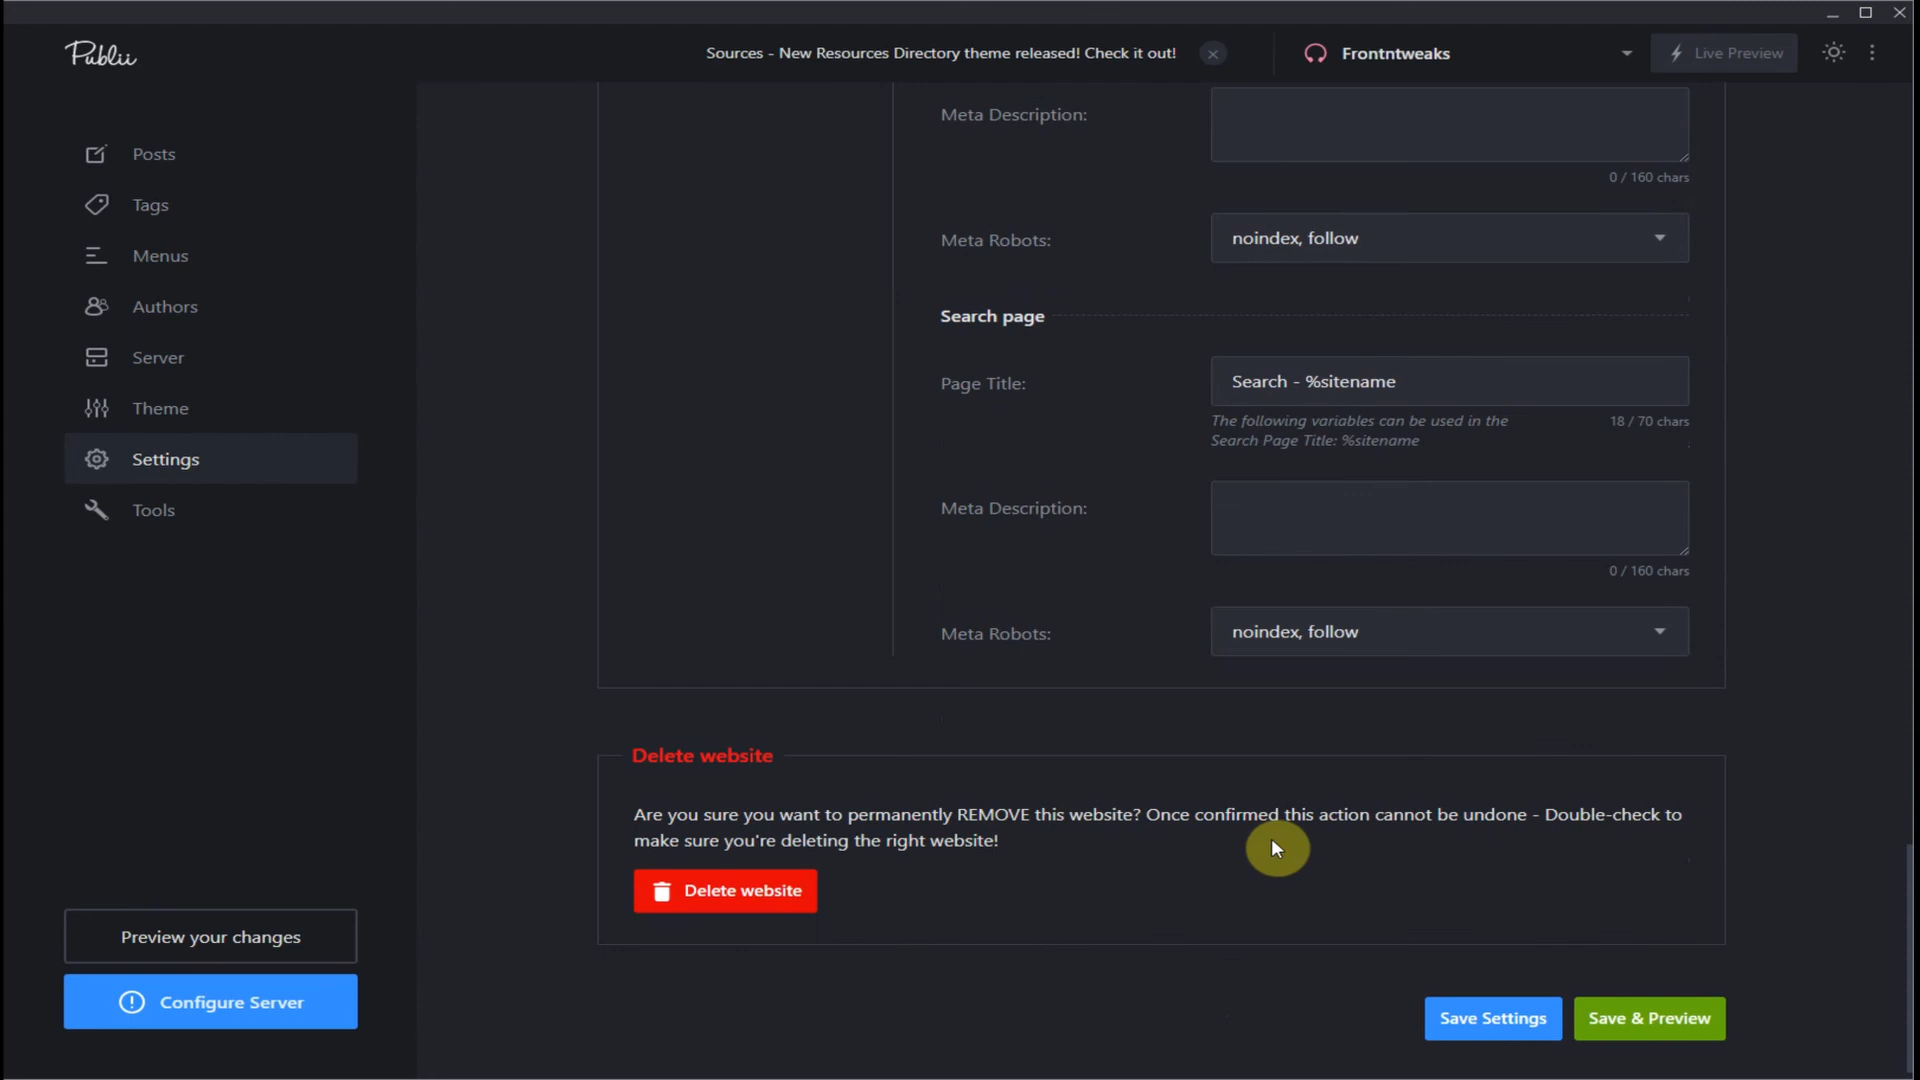 Publii
Sources - New Resources Directory theme released! Check it out!
Frontntweaks
Live Preview
Posts
Tags
Menus
Authors
Server
Theme
Settings
Tools
Preview your changes
Configure Server
Meta Description:
0 / 160 chars
Meta Robots:
noindex, follow
Search page
Page Title:
Search - %sitename
The following variables can be used in the
Search Page Title: %sitename
18 / 70 chars
Meta Description:
0 / 160 chars
Meta Robots:
noindex, follow
Delete website
Are you sure you want to permanently REMOVE this website? Once confirmed this action cannot be undone - Double-check to
make sure you're deleting the right website!
Delete website
Save Settings
Save & Preview